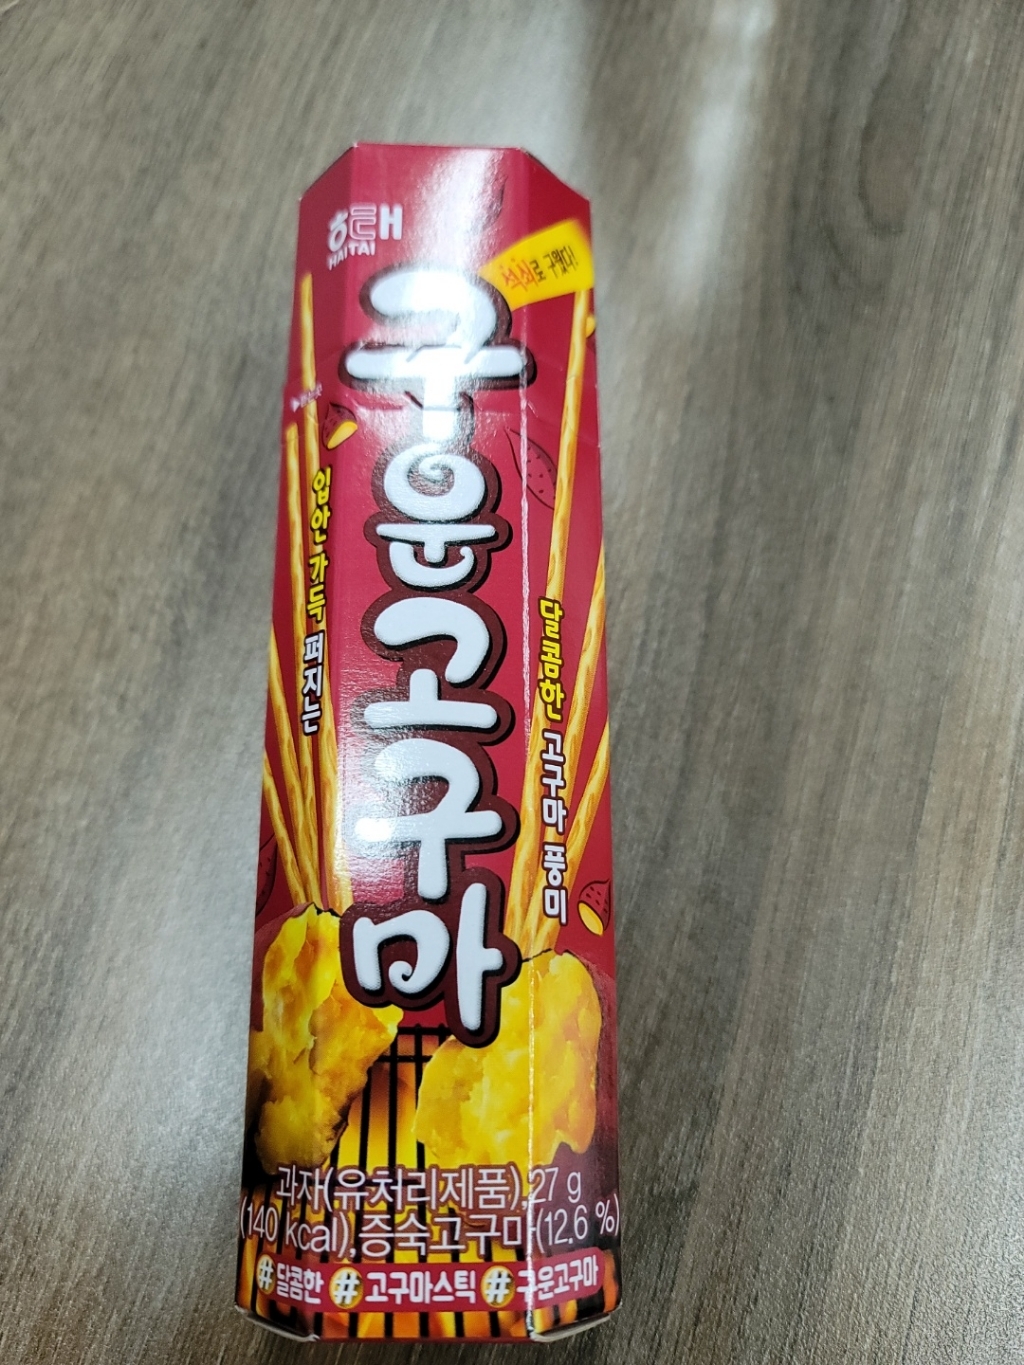 해태
HAITAI
석쇠로 구웠다!
구운고구마
입안가득 퍼지는
달콤한 고구마 풍미
과자(유처리제품),27 g
(140 kcal),증숙고구마(12.6 %)
#달콤한 #고구마스틱 #구운고구마